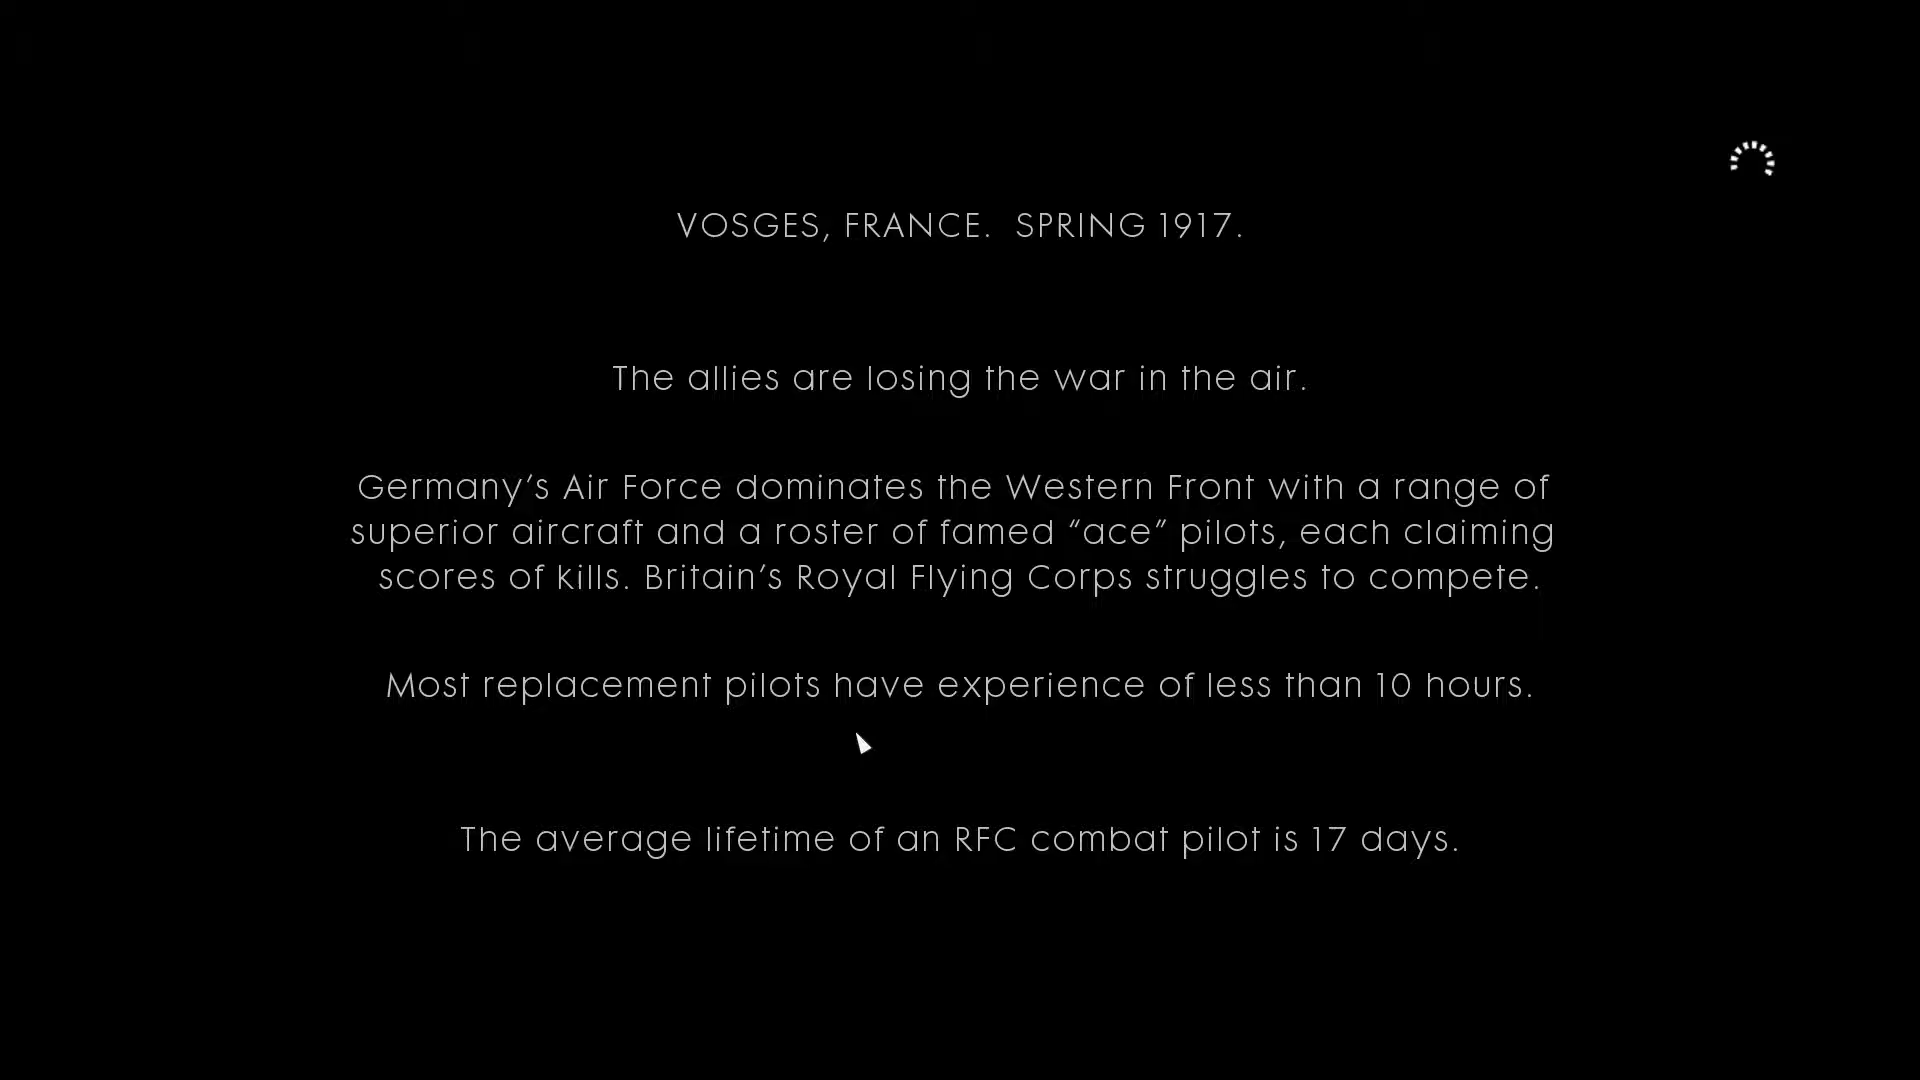 VOSGES, FRANCE.  SPRING 1917.
The allies are losing the war in the air.
Germany’s Air Force dominates the Western Front with a range of
superior aircraft and a roster of famed “ace” pilots, each claiming
scores of kills. Britain’s Royal Flying Corps struggles to compete.
Most replacement pilots have experience of less than 10 hours.
The average lifetime of an RFC combat pilot is 17 days.